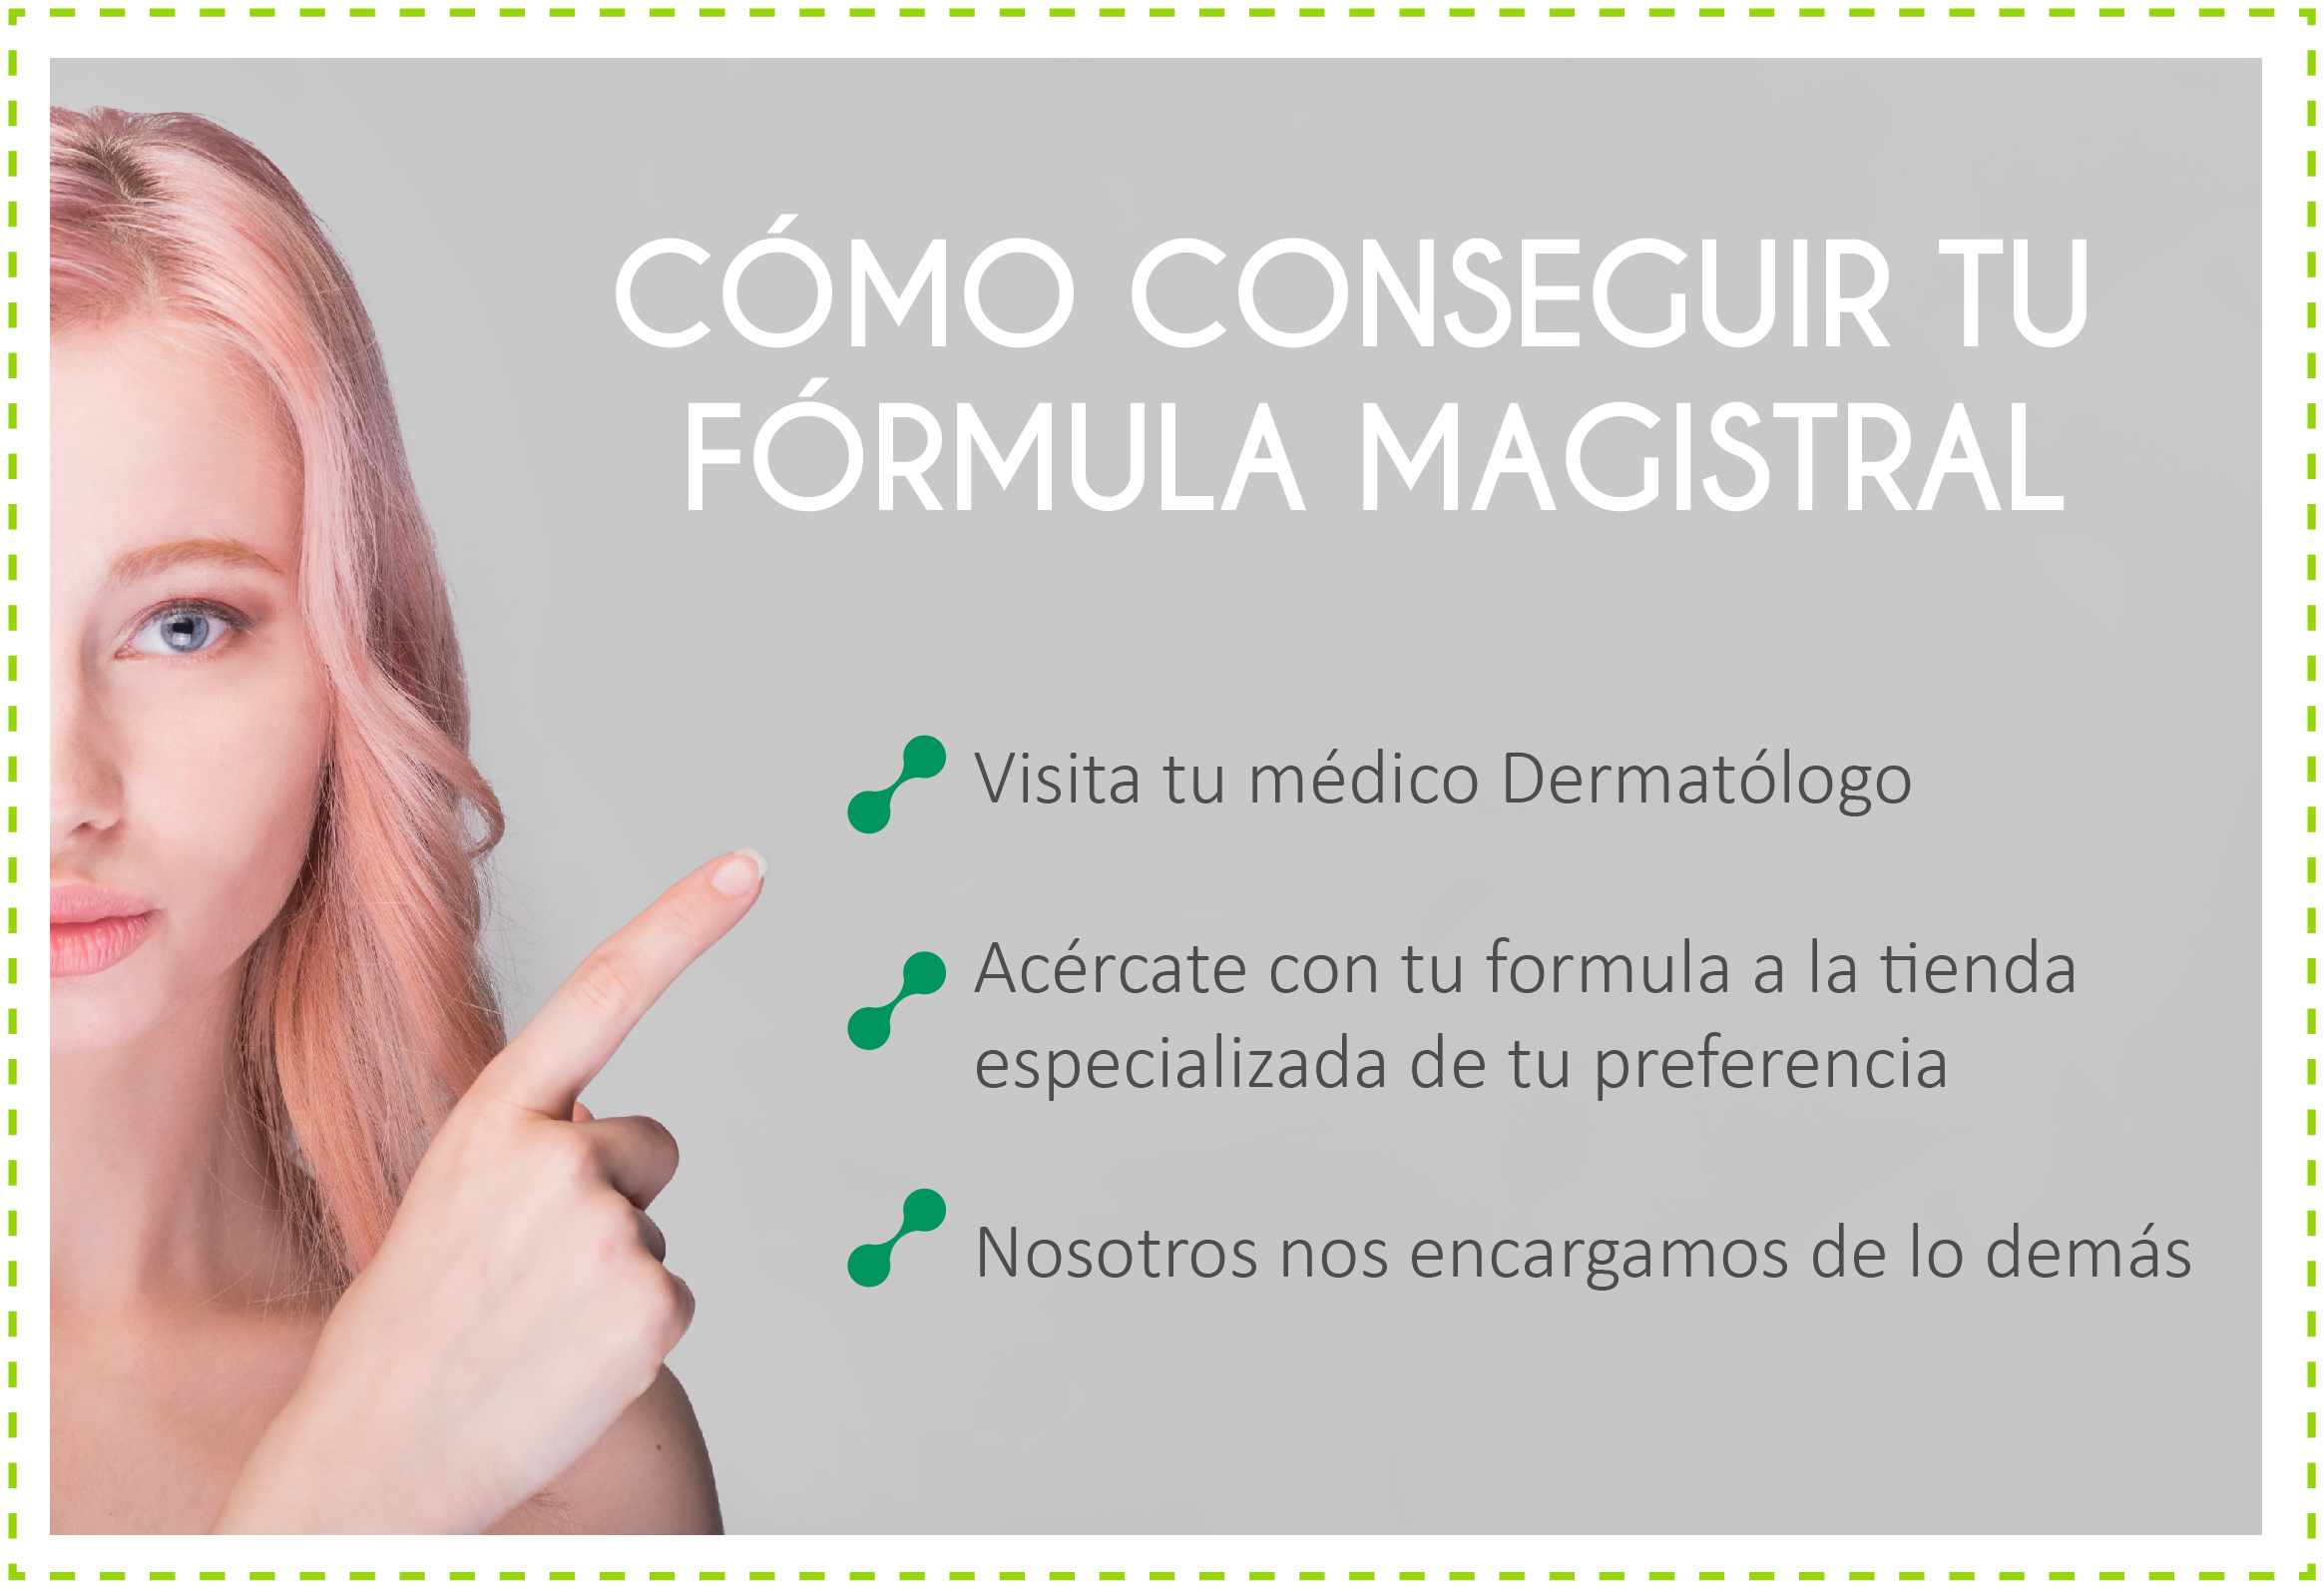 CÓMO CONSEGUIR TU
FÓRMULA MAGISTRAL
Visita tu médico Dermatólogo
Acércate con tu formula a la tienda
especializada de tu preferencia
Nosotros nos encargamos de lo demás